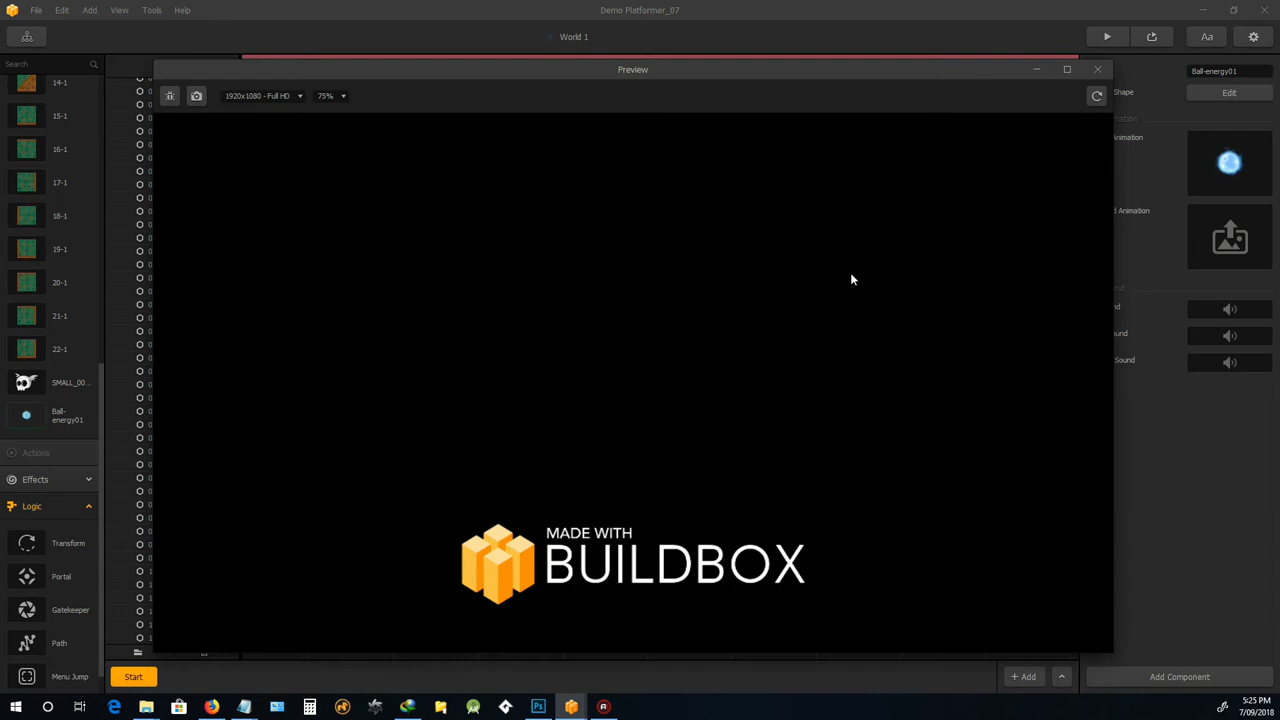 File Edit Add View Tools Help
Demo Platformer_07
World 1
Aa
Search
Preview
1920x1080 - Full HD
75%
Ball-energy01
Shape
Edit
Animation
Animation
Sound
14-1
15-1
16-1
17-1
18-1
19-1
20-1
21-1
22-1
SMALL_00...
Ball-
energy01
Actions
Effects
Logic
Transform
Portal
Gatekeeper
Path
Menu Jump
MADE WITH
BUILDBOX
Start
+ Add
Add Component
Ps
5:25 PM
7/09/2018